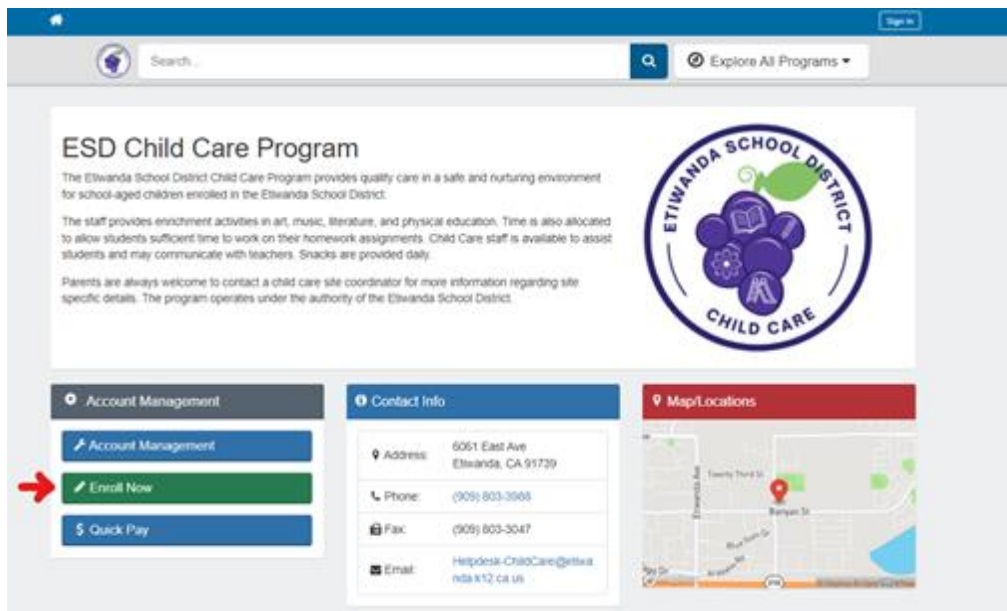 Sign In
Search...
Explore All Programs
ESD Child Care Program
The Etiwanda School District Child Care Program provides quality care in a safe and nurturing environment
for school-aged children enrolled in the Etiwanda School District.
The staff provides enrichment activities in art, music, literature, and physical education. Time is also allocated
to allow students sufficient time to work on their homework assignments. Child Care staff is available to assist
students and may communicate with teachers. Snacks are provided daily.
Parents are always welcome to contact a child care site coordinator for more information regarding site
specific details. The program operates under the authority of the Etiwanda School District.
ETIWANDA SCHOOL DISTRICT
CHILD CARE
Account Management
Account Management
Enroll Now
$ Quick Pay
Contact Info
Address: 6061 East Ave
Etiwanda, CA 91739
Phone: (909) 803-3988
Fax: (909) 803-3047
Email: Helpdesk-ChildCare@etiwa
nda.k12.ca.us
Map/Locations
Twenty Third St
Etiwanda Ave
Banyan St